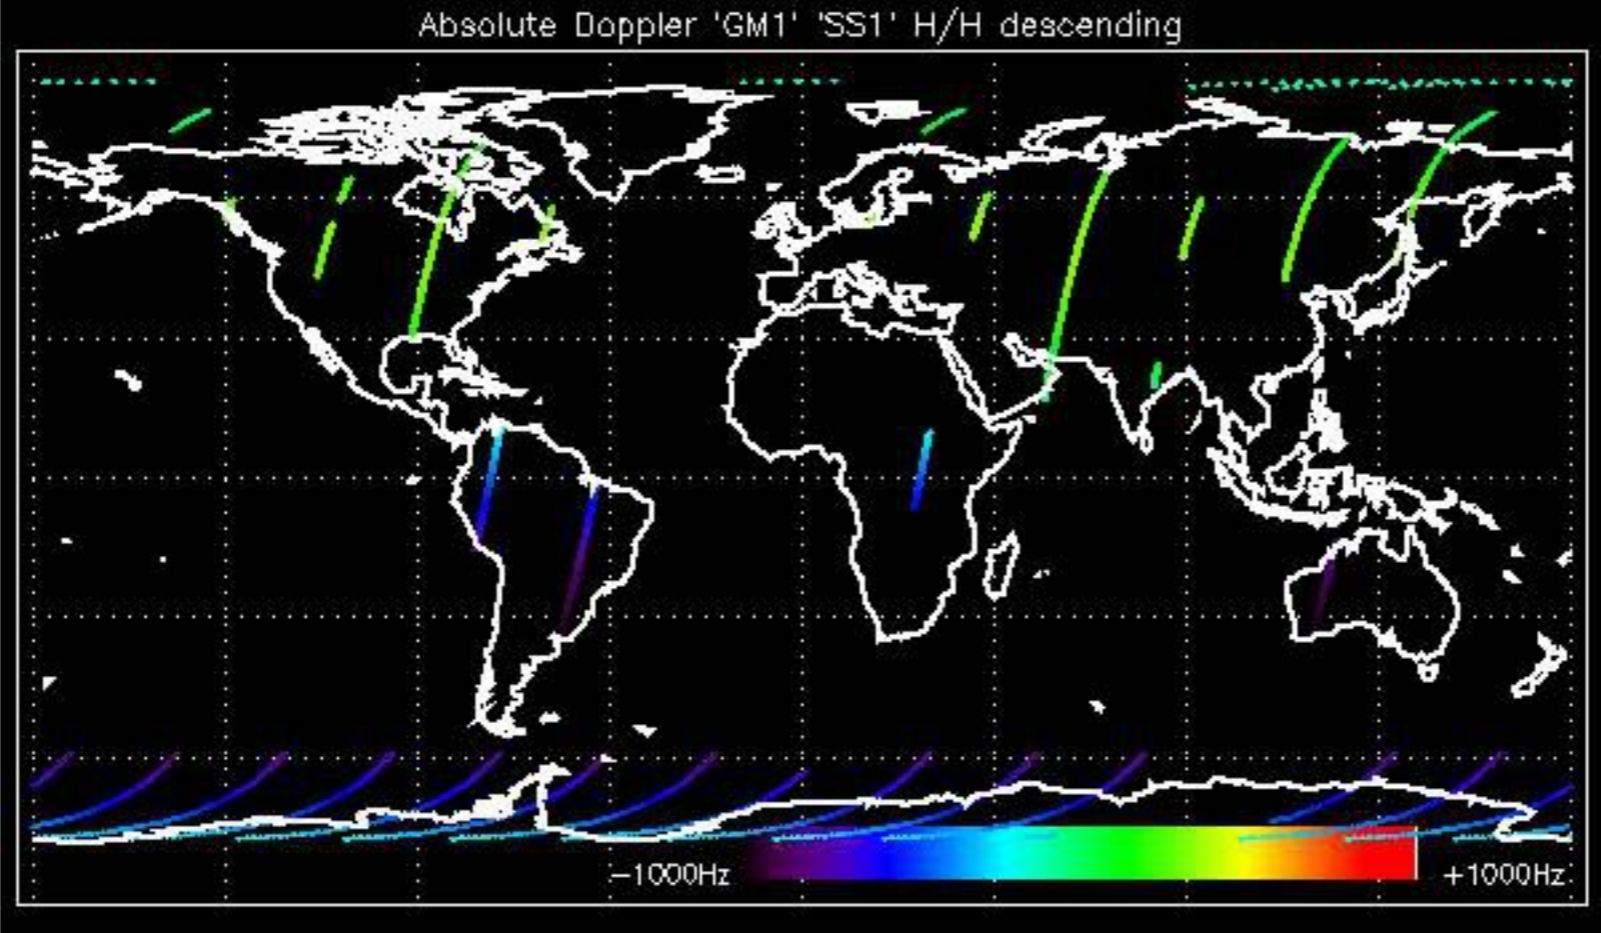 Absolute Doppler 'GM1' 'SS1' H/H descending
−1000Hz +1000Hz